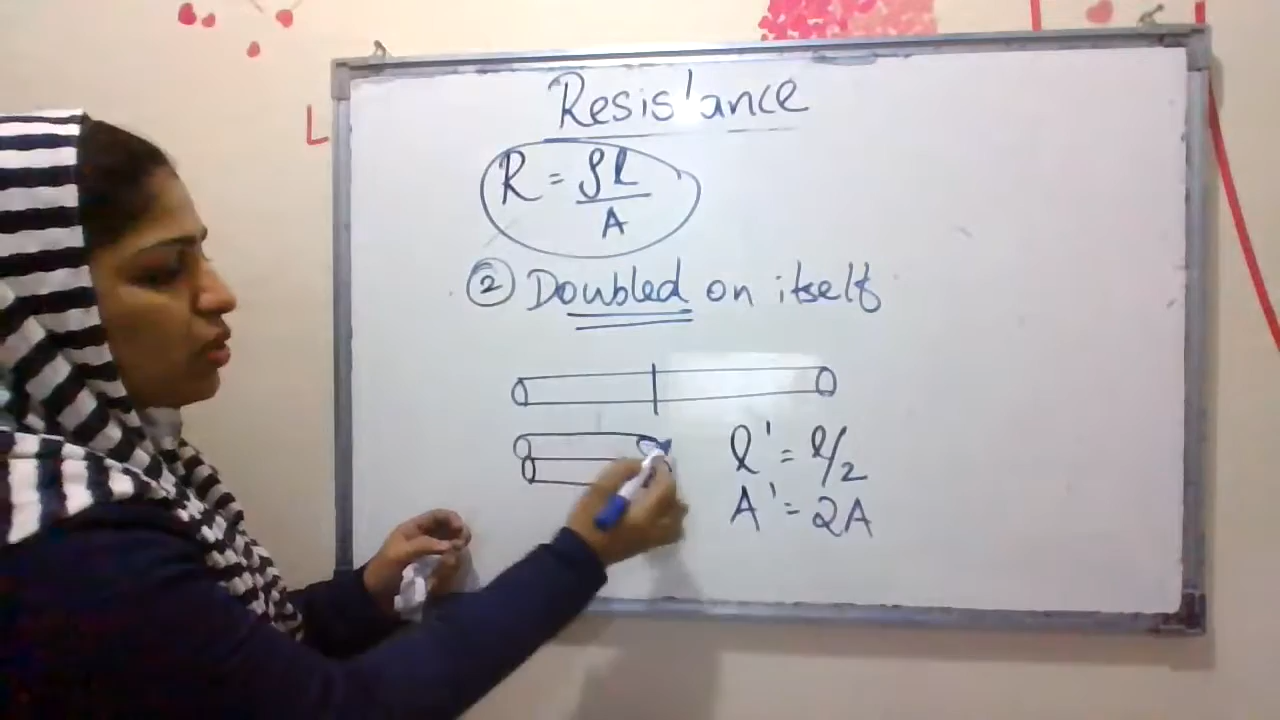 Resistance
R = ρl/A
② Doubled on itself
l' = l/2
A' = 2A